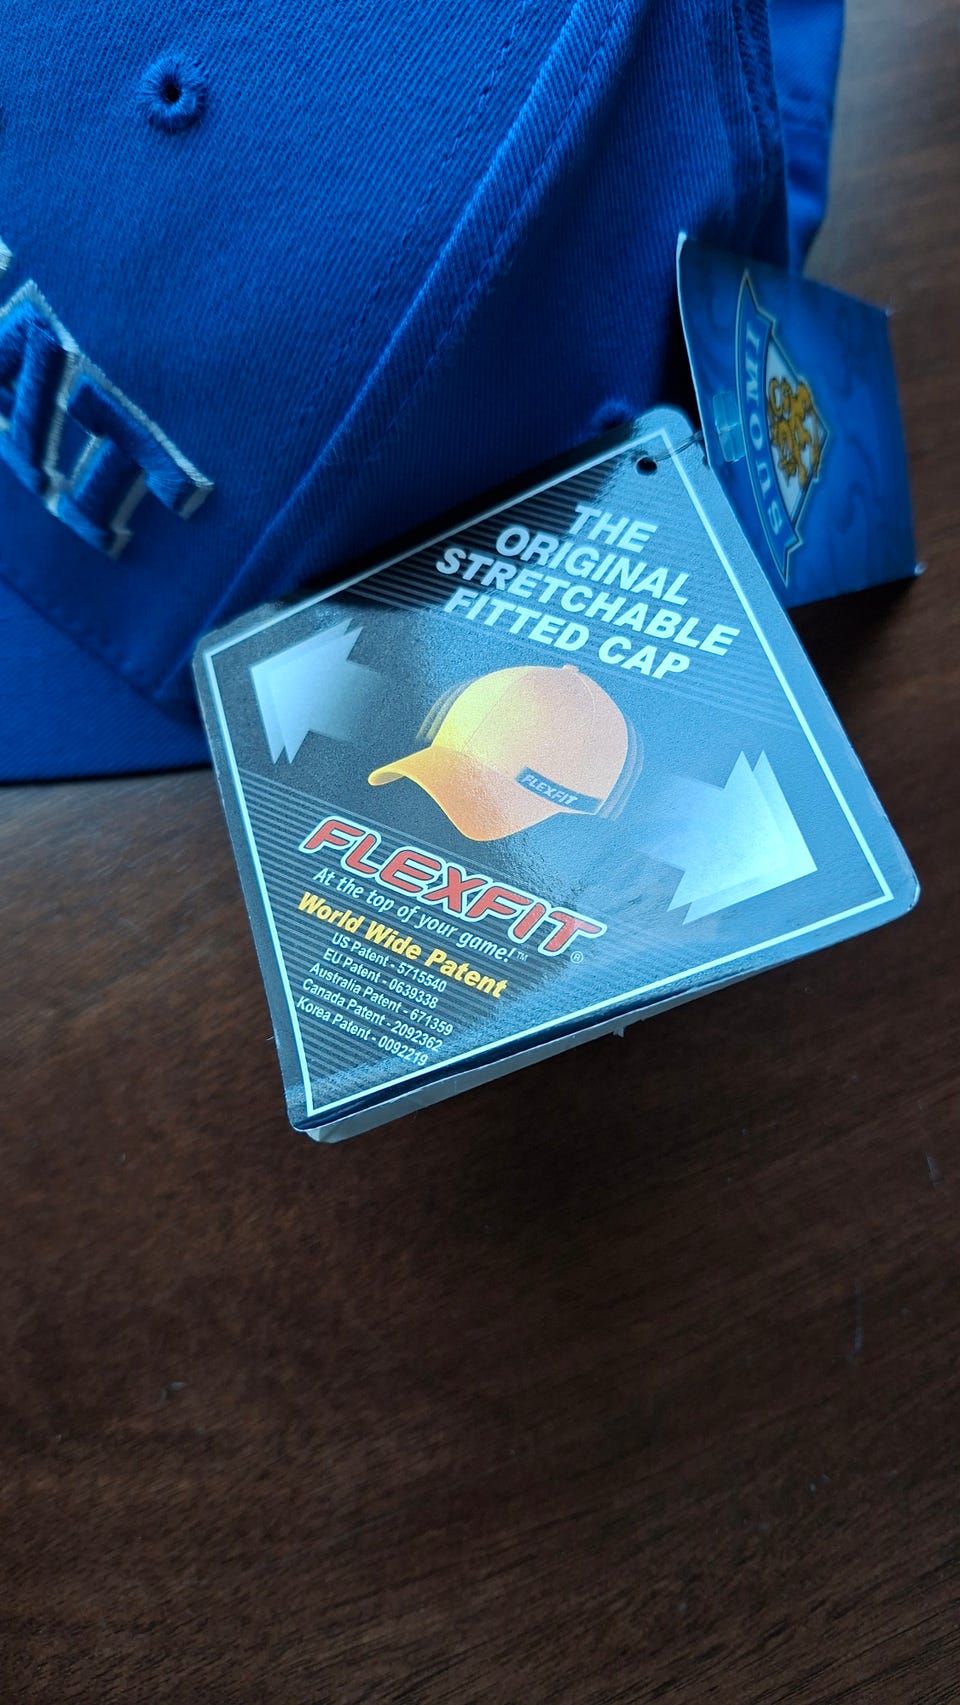 AT
SUOMI
THE
ORIGINAL
STRETCHABLE
FITTED CAP
FLEXFIT
FLEXFIT®
At the top of your game!™
World Wide Patent
US Patent - 5715540
EU Patent - 0639338
Australia Patent - 671359
Canada Patent - 2092362
Korea Patent - 0092219